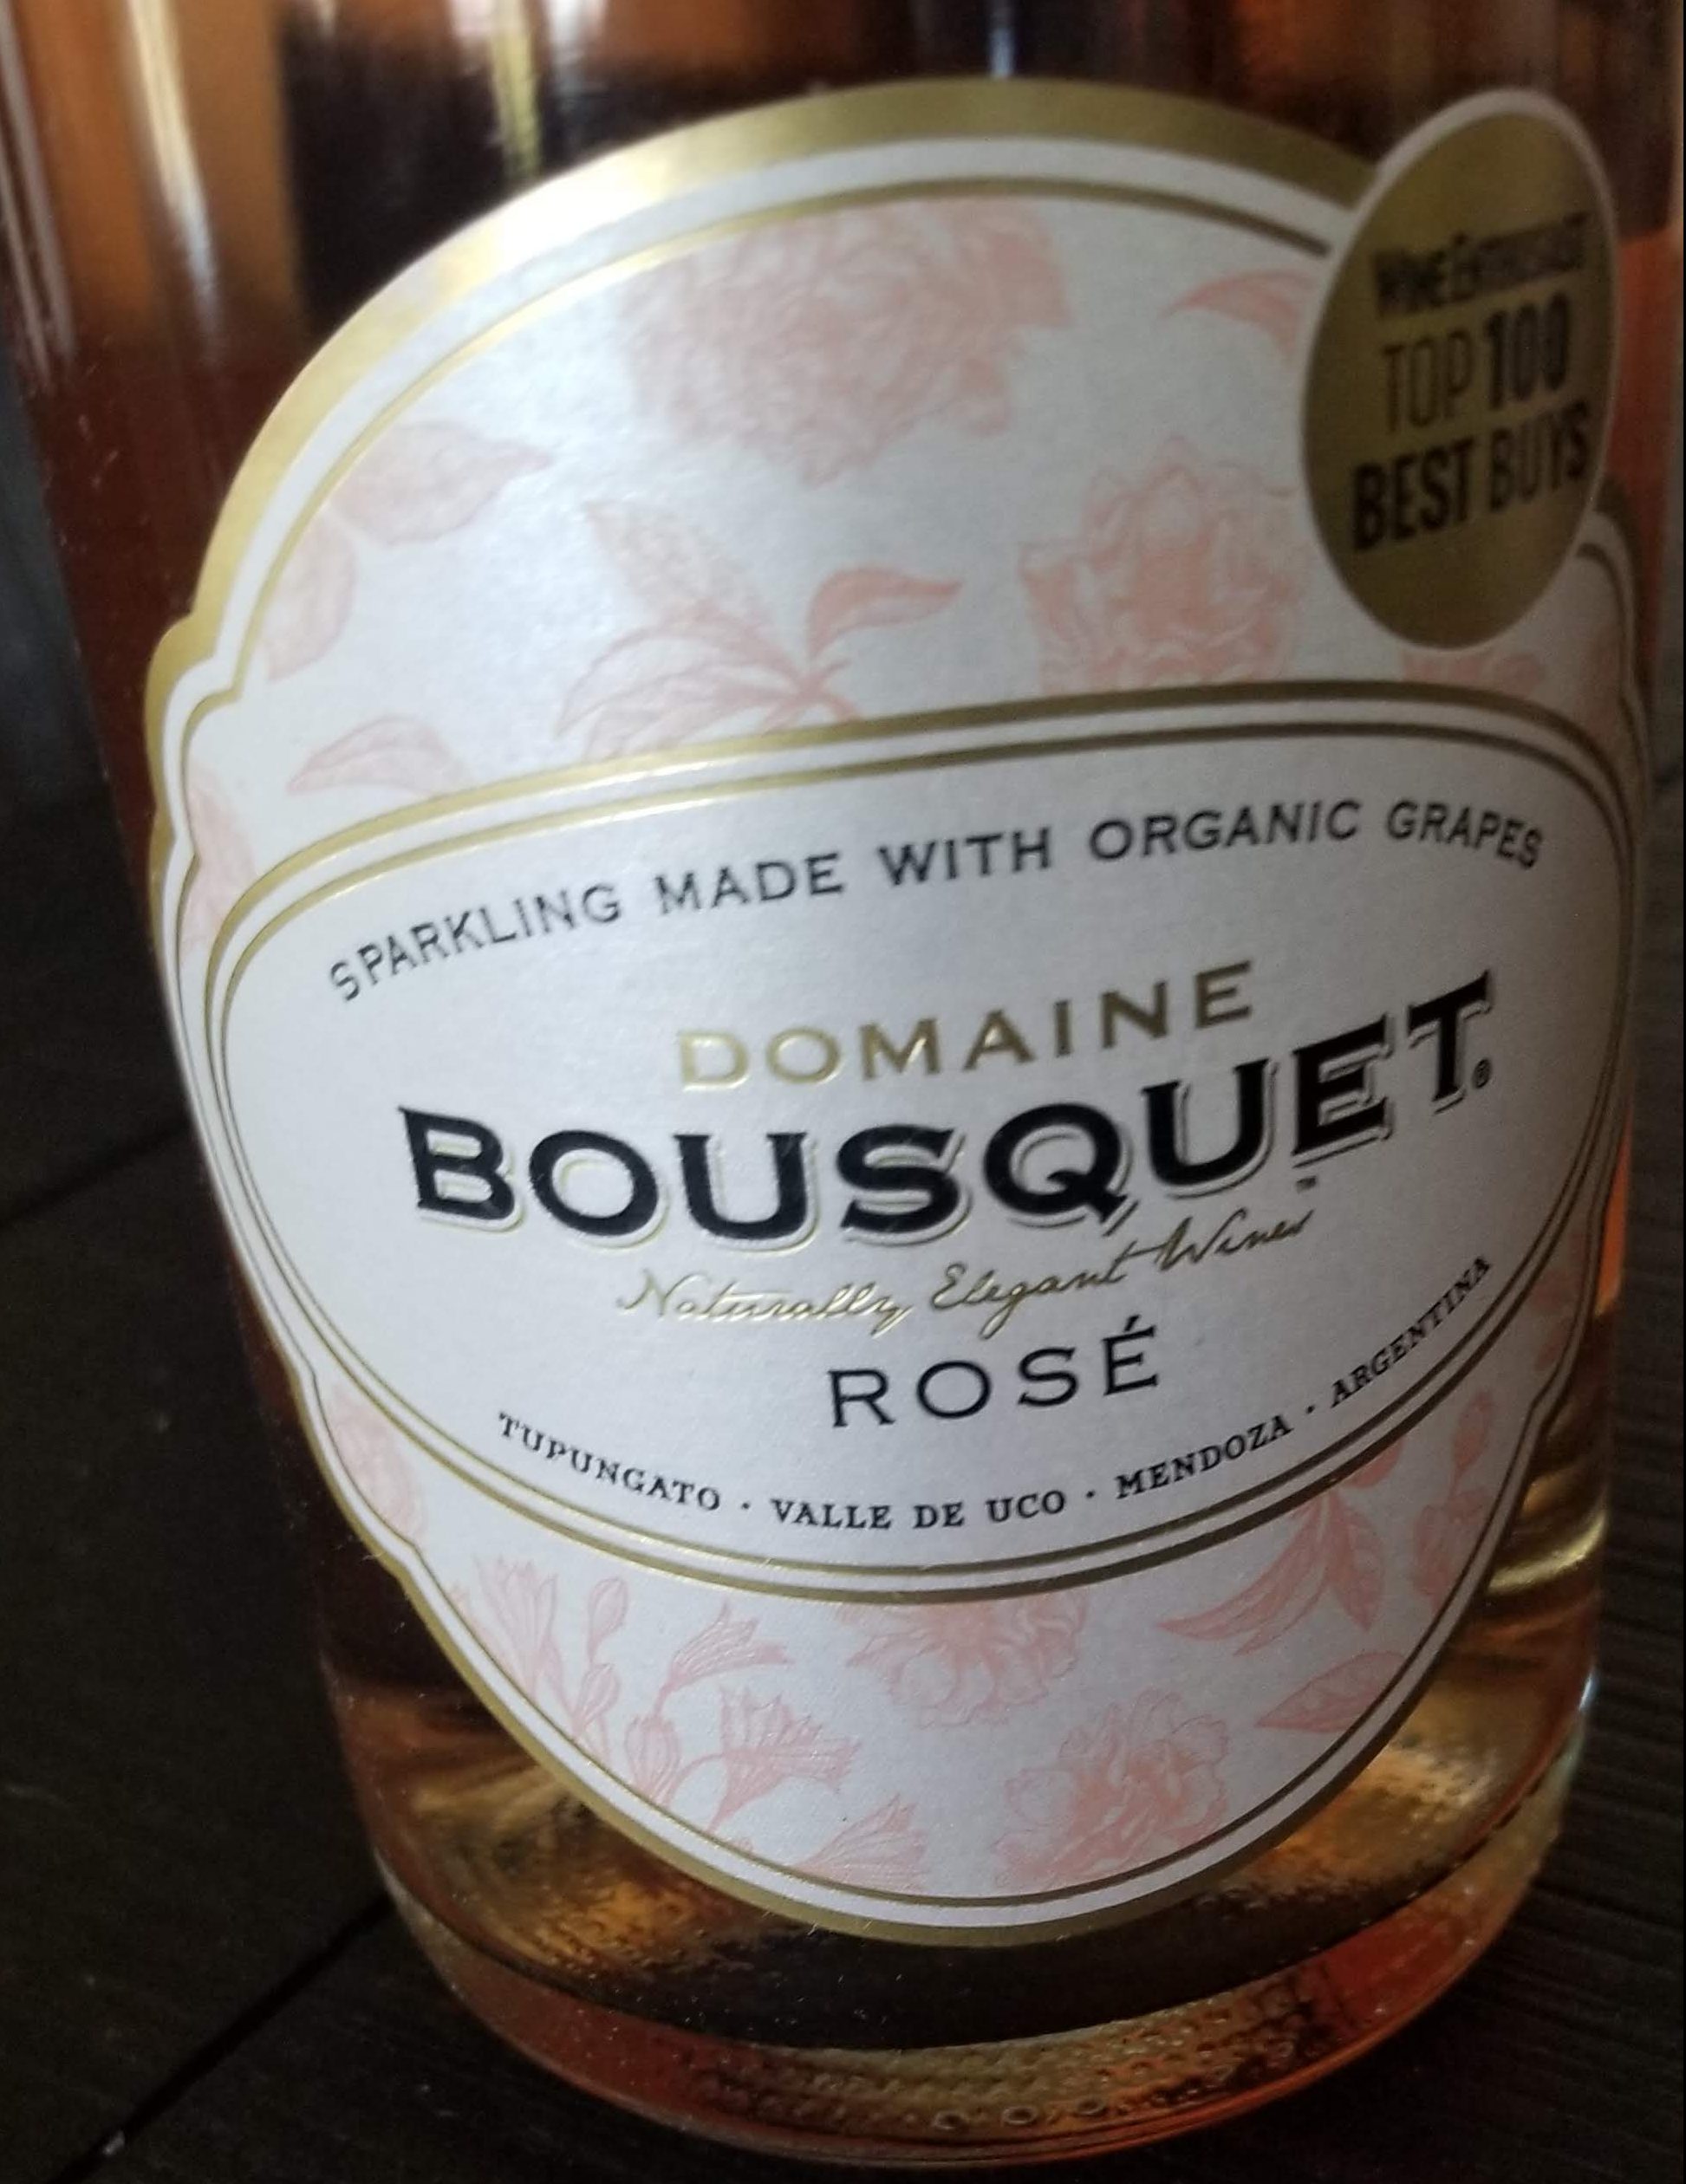 WINE ENTHUSIAST
TOP 100
BEST BUYS
SPARKLING MADE WITH ORGANIC GRAPES
DOMAINE
BOUSQUET®
™
Naturally Elegant Wines
ROSÉ
TUPUNGATO · VALLE DE UCO · MENDOZA · ARGENTINA